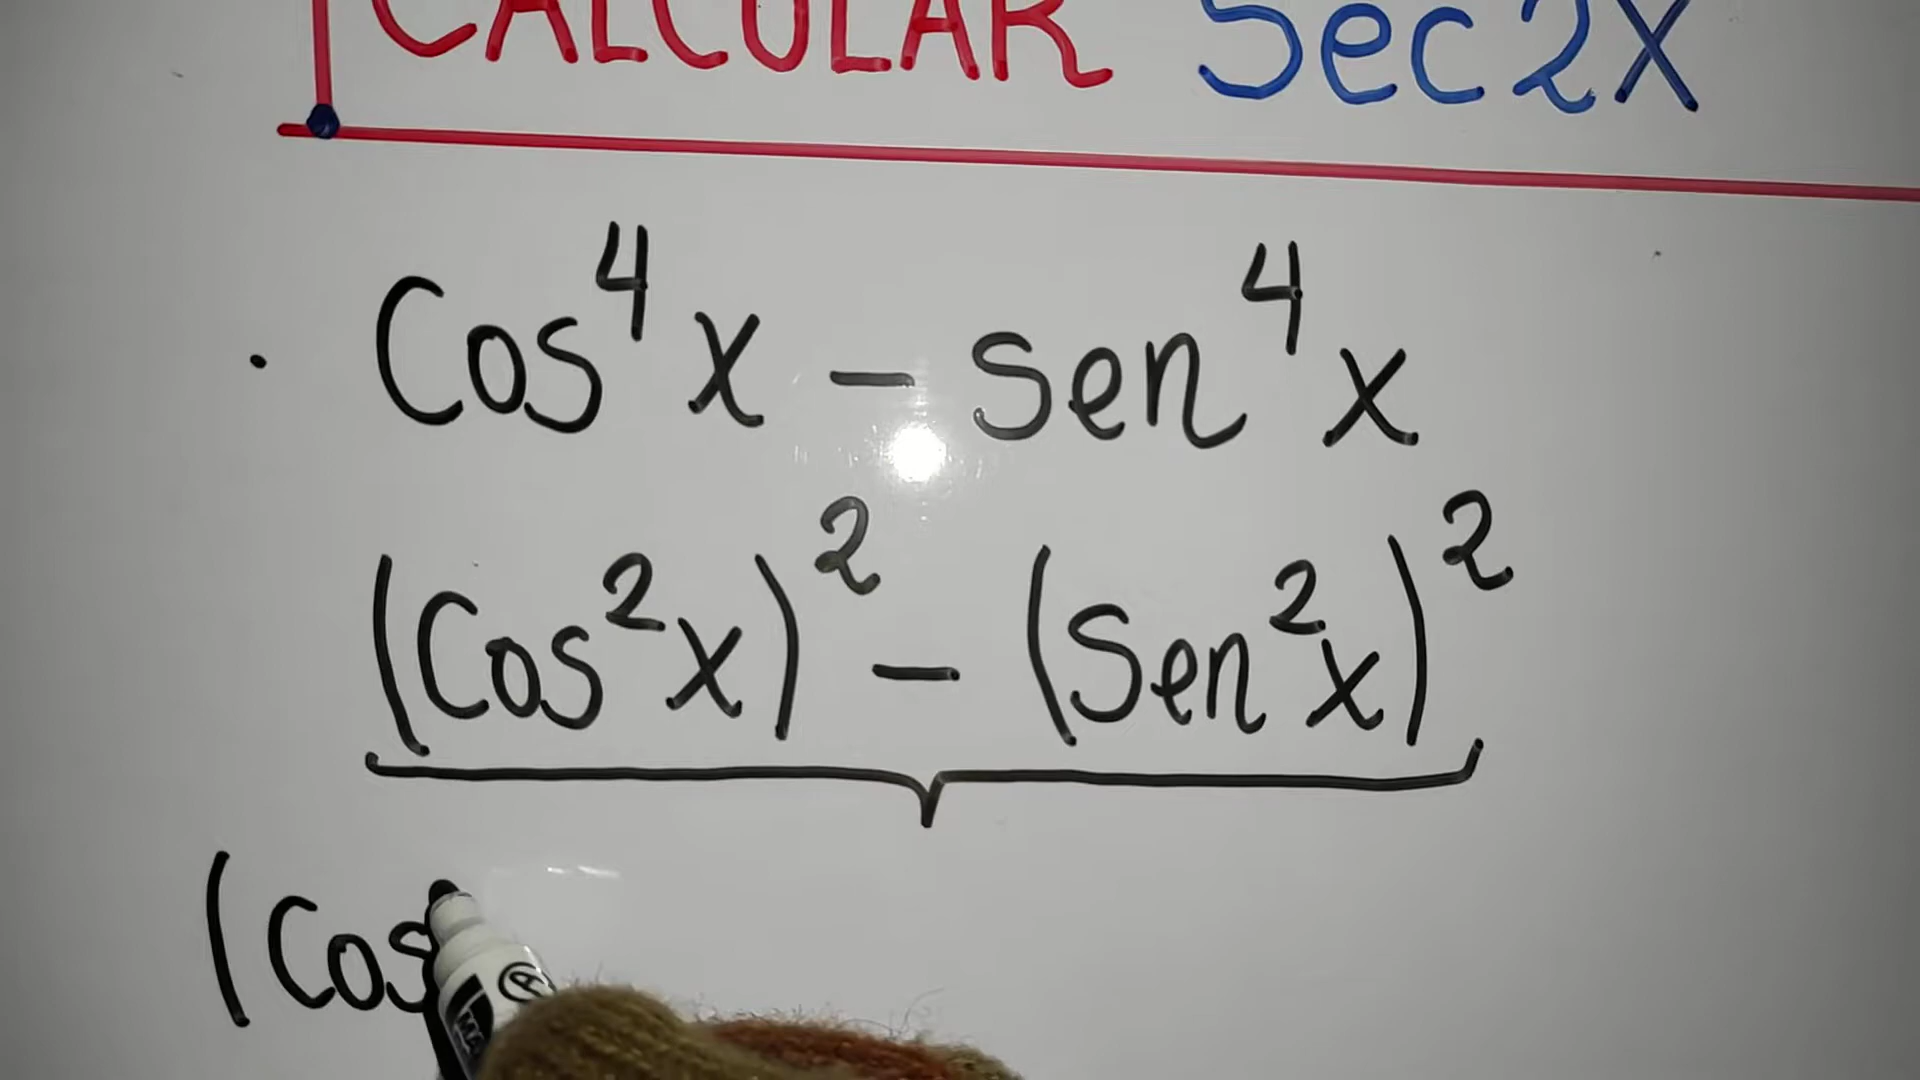 CALCULAR Sec2X
. Cos⁴x - sen⁴x
(Cos²x)² - (Sen²x)²
(Cos